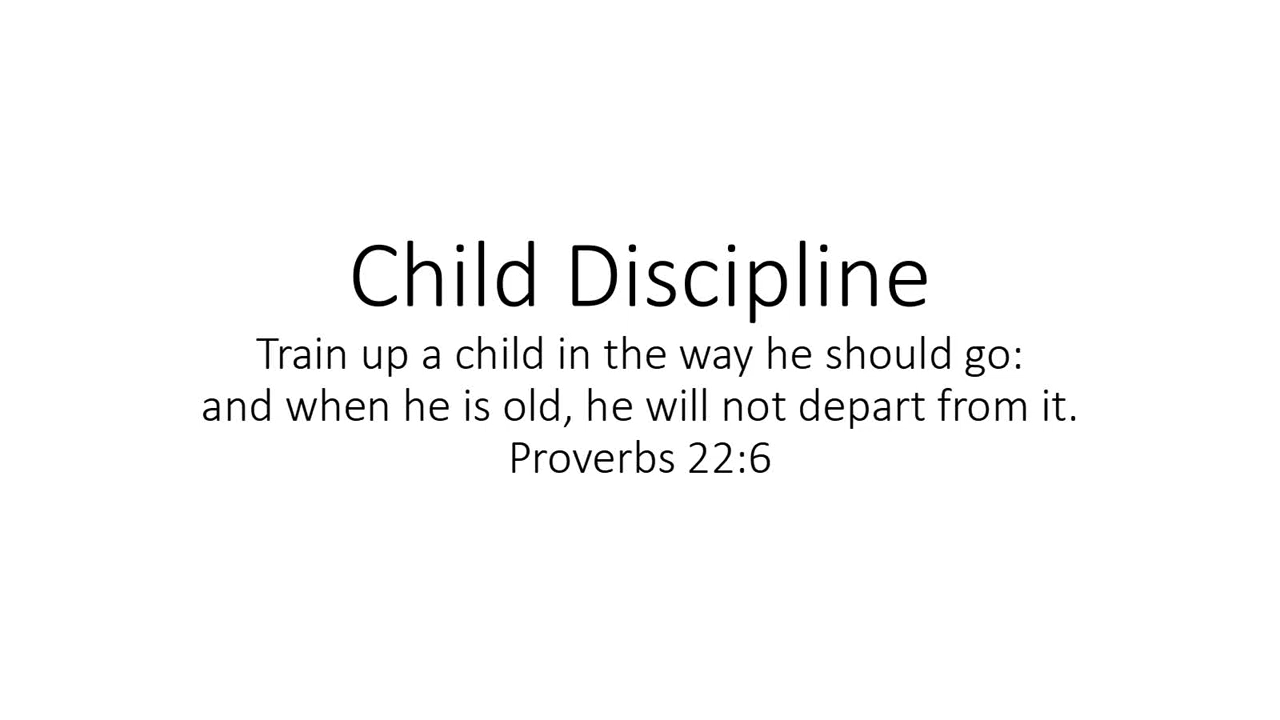 Child Discipline
Train up a child in the way he should go:
and when he is old, he will not depart from it.
Proverbs 22:6